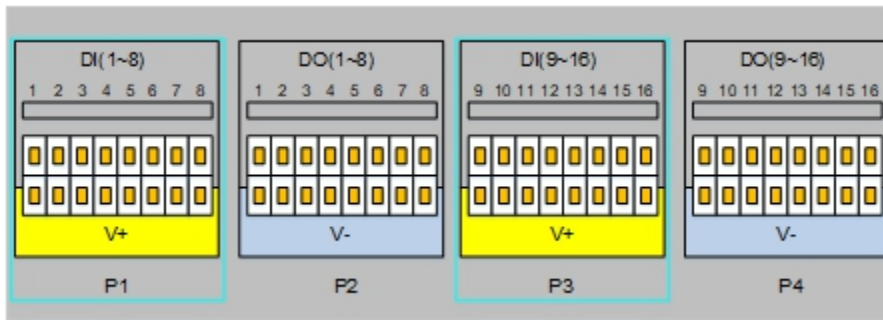 DI(1~8)
1 2 3 4 5 6 7 8
V+
P1
DO(1~8)
1 2 3 4 5 6 7 8
V-
P2
DI(9~16)
9 10 11 12 13 14 15 16
V+
P3
DO(9~16)
9 10 11 12 13 14 15 16
V-
P4